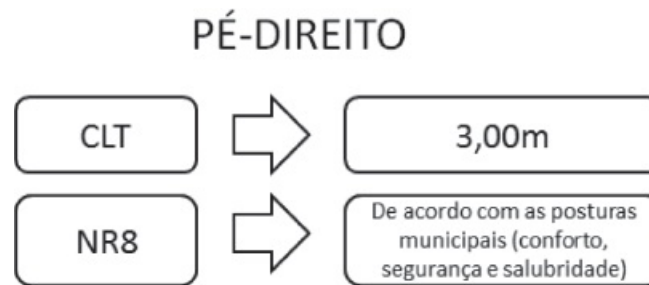 PÉ-DIREITO
CLT
3,00m
NR8
De acordo com as posturas
municipais (conforto,
segurança e salubridade)